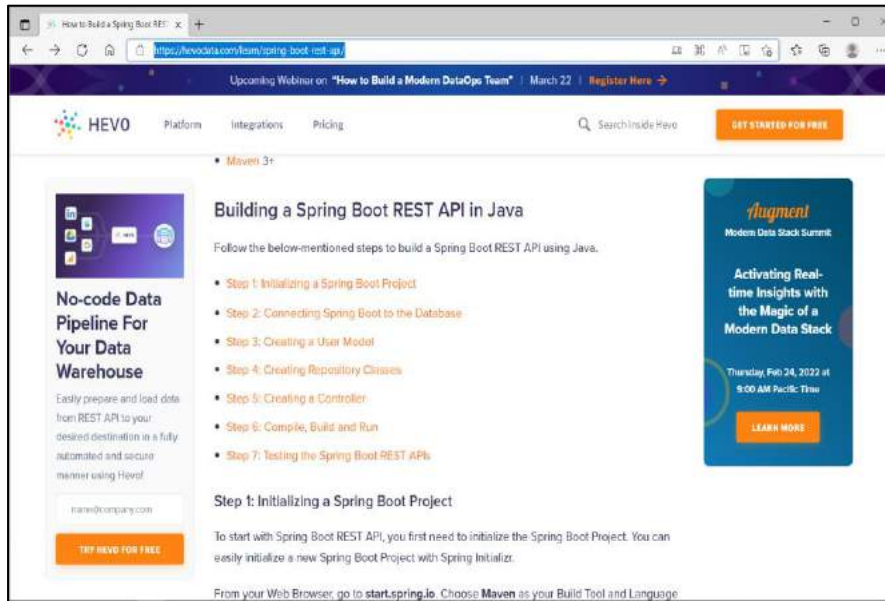 How to Build a Spring Boot RES
https://hevodata.com/learn/spring-boot-rest-api/
Upcoming Webinar on "How to Build a Modern DataOps Team" | March 22 | Register Here →
HEVO
Platform
Integrations
Pricing
Search Inside Hevo
GET STARTED FOR FREE
• Maven 3+
Building a Spring Boot REST API in Java
Follow the below-mentioned steps to build a Spring Boot REST API using Java.
• Step 1: Initializing a Spring Boot Project
• Step 2: Connecting Spring Boot to the Database
• Step 3: Creating a User Model
• Step 4: Creating Repository Classes
• Step 5: Creating a Controller
• Step 6: Compile, Build and Run
• Step 7: Testing the Spring Boot REST APIs
Step 1: Initializing a Spring Boot Project
To start with Spring Boot REST API, you first need to initialize the Spring Boot Project. You can
easily initialize a new Spring Boot Project with Spring Initializr.
From your Web Browser, go to start.spring.io. Choose Maven as your Build Tool and Language
No-code Data
Pipeline For
Your Data
Warehouse
Easily prepare and load data
from REST API to your
desired destination in a fully
automated and secure
manner using Hevo!
name@company.com
TRY HEVO FOR FREE
Augment
Modern Data Stack Summit
Activating Real-
time Insights with
the Magic of a
Modern Data Stack
Thursday, Feb 24, 2022 at
9:00 AM Pacific Time
LEARN MORE